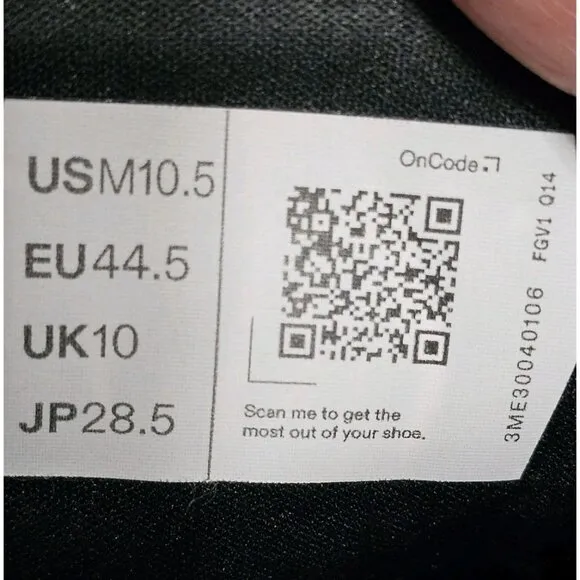 USM10.5
EU44.5
UK10
JP28.5
OnCode
Scan me to get the
most out of your shoe.
3ME30040106 FGV1 Q14